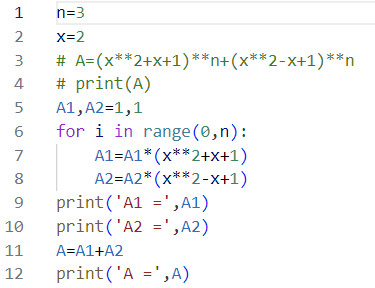 1 n=3
2 x=2
3 # A=(x**2+x+1)**n+(x**2-x+1)**n
4 # print(A)
5 A1,A2=1,1
6 for i in range(0,n):
7     A1=A1*(x**2+x+1)
8     A2=A2*(x**2-x+1)
9 print('A1 =',A1)
10 print('A2 =',A2)
11 A=A1+A2
12 print('A =',A)